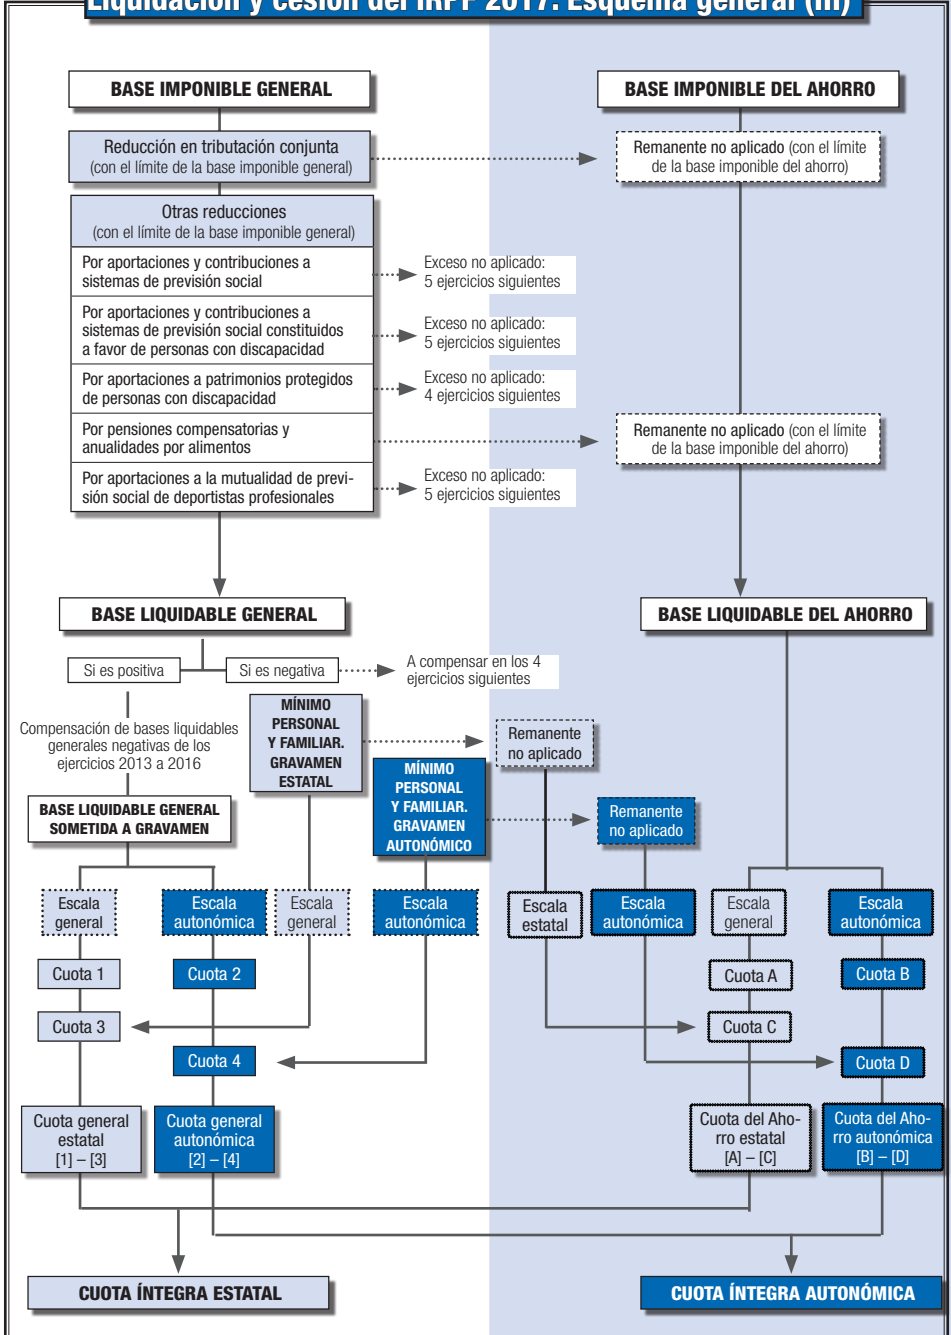 Liquidación y cesión del IRPF 2017. Esquema general (III)
BASE IMPONIBLE GENERAL
BASE IMPONIBLE DEL AHORRO
Reducción en tributación conjunta
(con el límite de la base imponible general)
Remanente no aplicado (con el límite
de la base imponible del ahorro)
Otras reducciones
(con el límite de la base imponible general)
Por aportaciones y contribuciones a
sistemas de previsión social
Exceso no aplicado:
5 ejercicios siguientes
Por aportaciones y contribuciones a
sistemas de previsión social constituidos
a favor de personas con discapacidad
Exceso no aplicado:
5 ejercicios siguientes
Por aportaciones a patrimonios protegidos
de personas con discapacidad
Exceso no aplicado:
4 ejercicios siguientes
Por pensiones compensatorias y
anualidades por alimentos
Remanente no aplicado (con el límite
de la base imponible del ahorro)
Por aportaciones a la mutualidad de previ-
sión social de deportistas profesionales
Exceso no aplicado:
5 ejercicios siguientes
BASE LIQUIDABLE GENERAL
BASE LIQUIDABLE DEL AHORRO
Si es positiva
Si es negativa
A compensar en los 4
ejercicios siguientes
Compensación de bases liquidables
generales negativas de los
ejercicios 2013 a 2016
MÍNIMO
PERSONAL
Y FAMILIAR.
GRAVAMEN
ESTATAL
Remanente
no aplicado
MÍNIMO
PERSONAL
Y FAMILIAR.
GRAVAMEN
AUTONÓMICO
Remanente
no aplicado
BASE LIQUIDABLE GENERAL
SOMETIDA A GRAVAMEN
Escala
general
Escala
autonómica
Escala
general
Escala
autonómica
Escala
estatal
Escala
autonómica
Escala
general
Escala
autonómica
Cuota 1
Cuota 2
Cuota A
Cuota B
Cuota 3
Cuota C
Cuota 4
Cuota D
Cuota general
estatal
[1] – [3]
Cuota general
autonómica
[2] – [4]
Cuota del Aho-
rro estatal
[A] – [C]
Cuota del Aho-
rro autonómica
[B] – [D]
CUOTA ÍNTEGRA ESTATAL
CUOTA ÍNTEGRA AUTONÓMICA